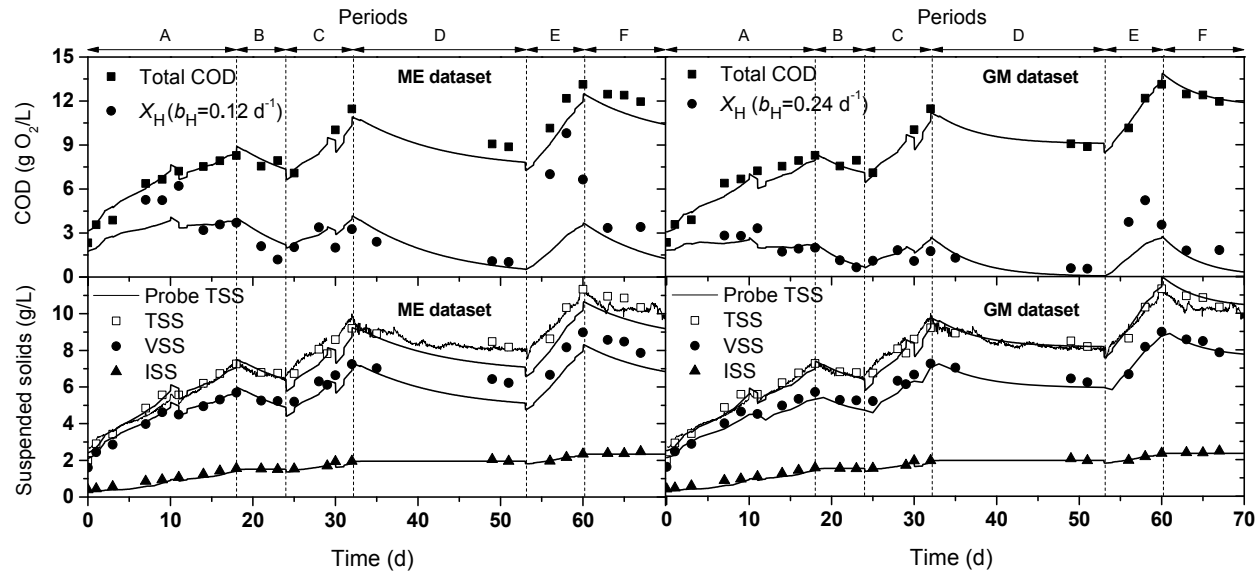 Periods
Periods
A B C D E F
A B C D E F
15
12
9
6
3
0
COD (g O2/L)
Total COD
XH (bH=0.12 d-1)
ME dataset
Total COD
XH (bH=0.24 d-1)
GM dataset
10
8
6
4
2
0
Suspended solids (g/L)
Probe TSS
TSS
VSS
ISS
ME dataset
Probe TSS
TSS
VSS
ISS
GM dataset
0 10 20 30 40 50 60
0 10 20 30 40 50 60 70
Time (d)
Time (d)